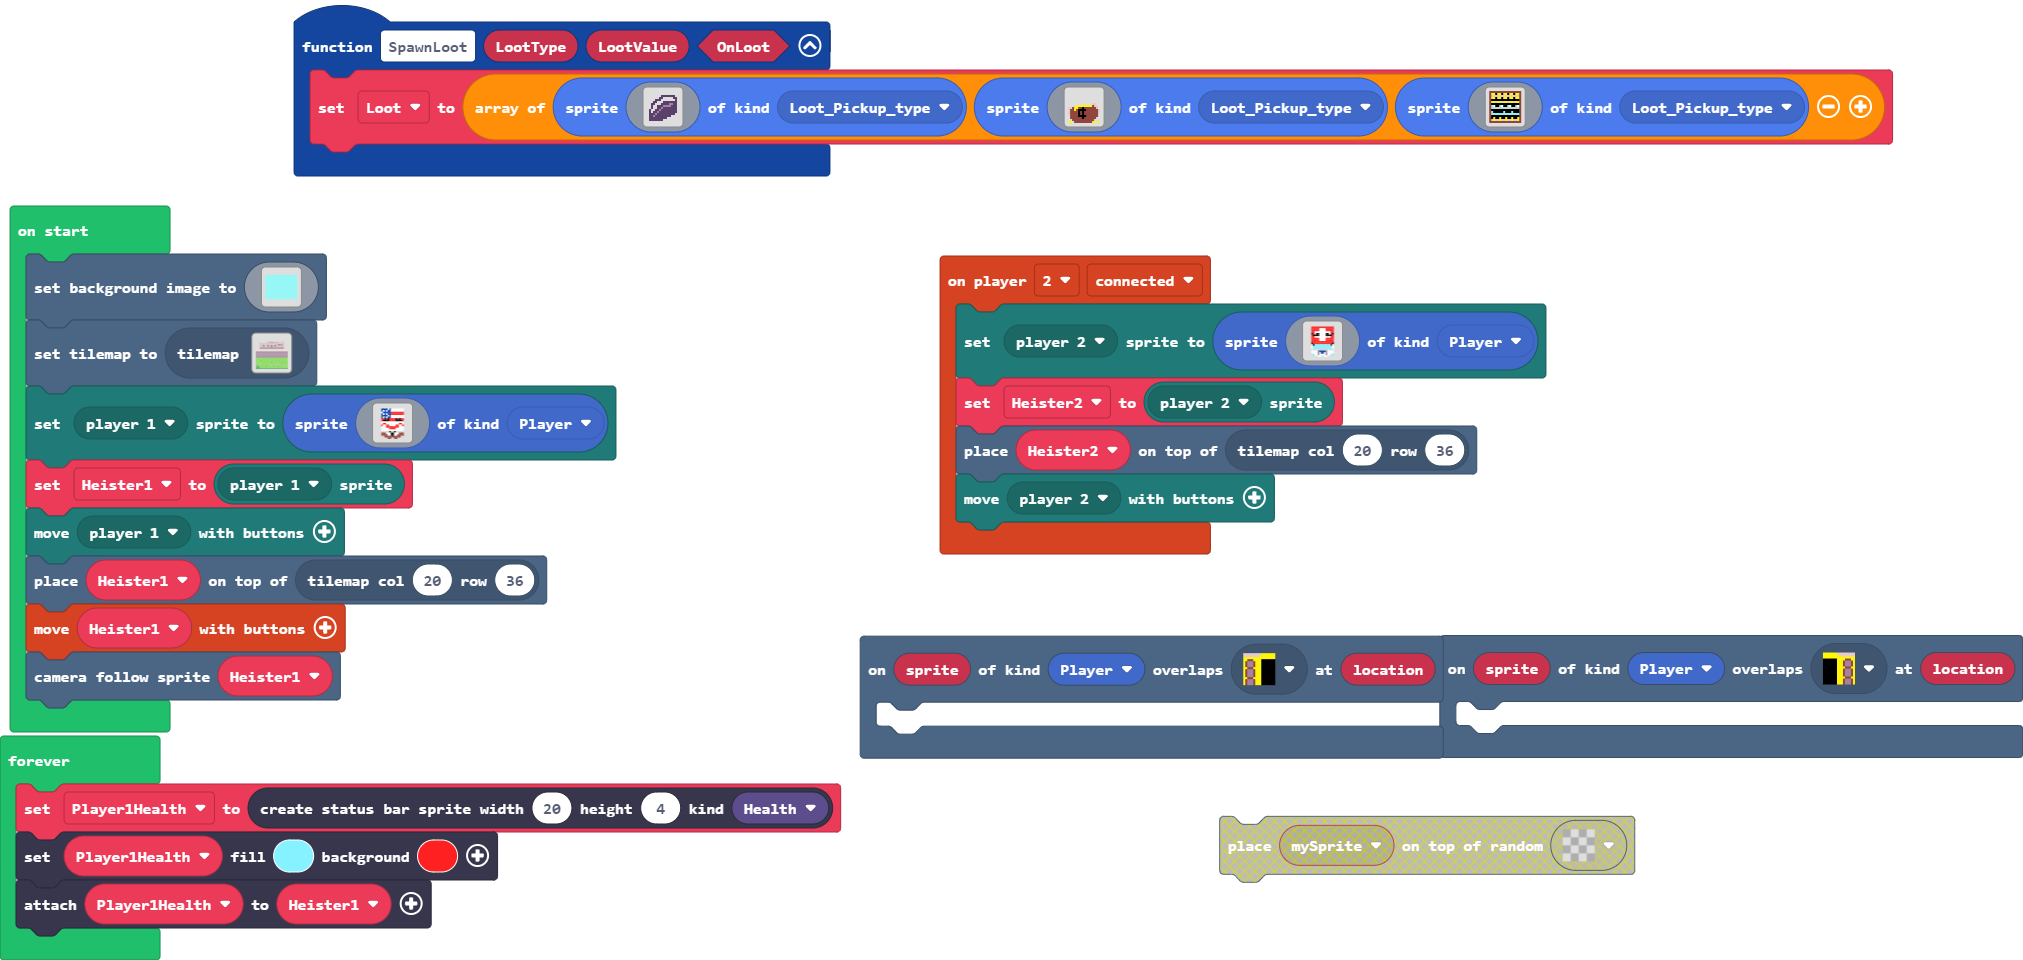 function SpawnLoot LootType LootValue OnLoot
set Loot to array of sprite of kind Loot_Pickup_type sprite of kind Loot_Pickup_type sprite of kind Loot_Pickup_type
on start
set background image to
set tilemap to tilemap
set player 1 sprite to sprite of kind Player
set Heister1 to player 1 sprite
move player 1 with buttons
place Heister1 on top of tilemap col 20 row 36
move Heister1 with buttons
camera follow sprite Heister1
on player 2 connected
set player 2 sprite to sprite of kind Player
set Heister2 to player 2 sprite
place Heister2 on top of tilemap col 20 row 36
move player 2 with buttons
on sprite of kind Player overlaps at location
on sprite of kind Player overlaps at location
forever
set Player1Health to create status bar sprite width 20 height 4 kind Health
set Player1Health fill background
attach Player1Health to Heister1
place mySprite on top of random